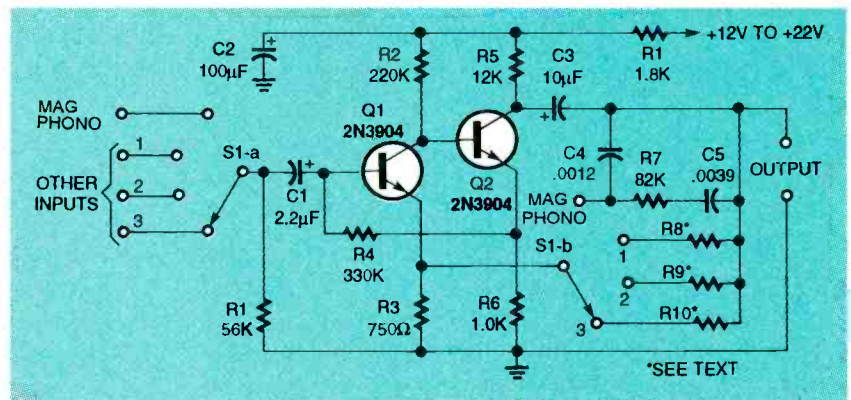 C2
100µF
R2
220K
R5
12K
C3
10µF
+
R1
1.8K
+12V TO +22V
+
MAG
PHONO
Q1
2N3904
1
S1-a
OTHER
INPUTS
2
3
C1
2.2µF
+
Q2
2N3904
C4
.0012
R7
82K
C5
.0039
OUTPUT
MAG
PHONO
R4
330K
S1-b
1
R8*
2
R9*
3
R10*
R1
56K
R3
750Ω
R6
1.0K
*SEE TEXT